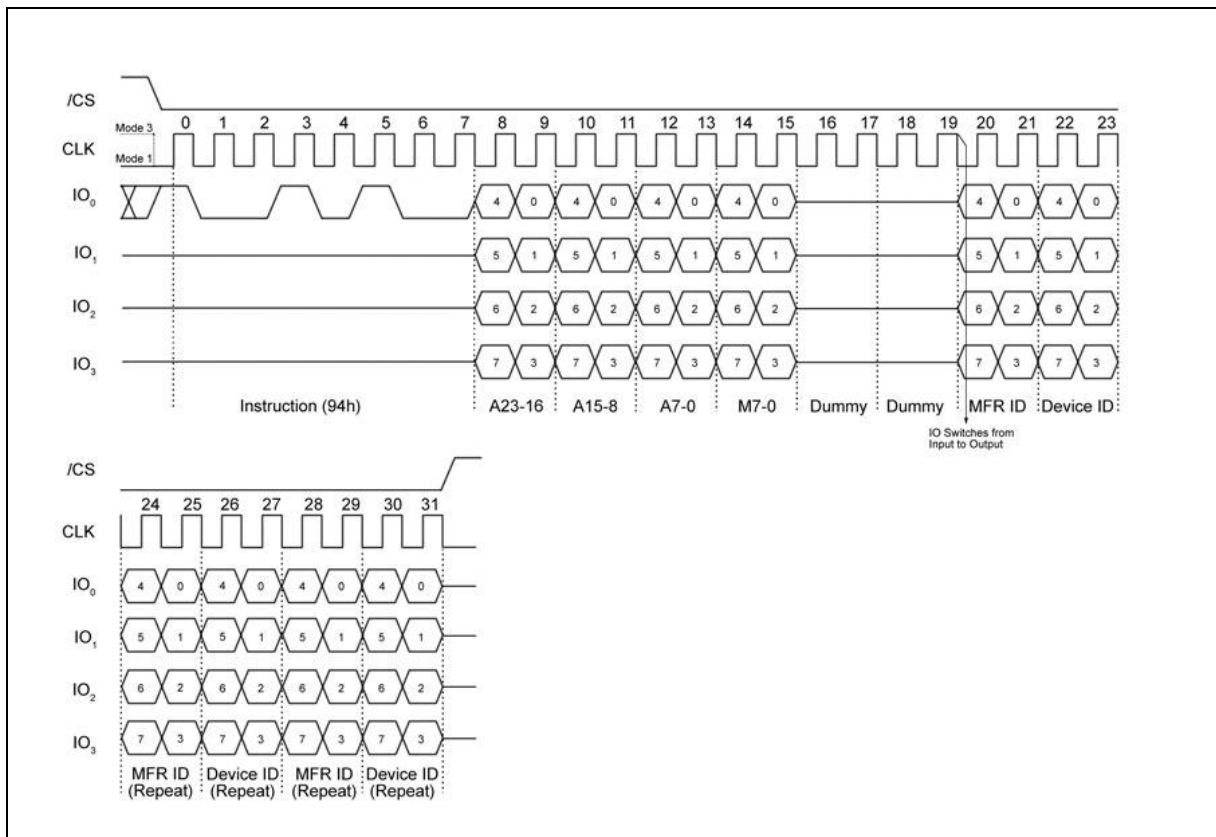 /CS
Mode 3
Mode 1
CLK
0 1 2 3 4 5 6 7 8 9 10 11 12 13 14 15 16 17 18 19 20 21 22 23
IO0 4 0 4 0 4 0 4 0 4 0 4 0
IO1 5 1 5 1 5 1 5 1 5 1 5 1
IO2 6 2 6 2 6 2 6 2 6 2 6 2
IO3 7 3 7 3 7 3 7 3 7 3 7 3
Instruction (94h) A23-16 A15-8 A7-0 M7-0 Dummy Dummy MFR ID Device ID
IO Switches from
Input to Output
/CS
24 25 26 27 28 29 30 31
CLK
IO0 4 0 4 0 4 0 4 0
IO1 5 1 5 1 5 1 5 1
IO2 6 2 6 2 6 2 6 2
IO3 7 3 7 3 7 3 7 3
MFR ID Device ID MFR ID Device ID
(Repeat) (Repeat) (Repeat) (Repeat)